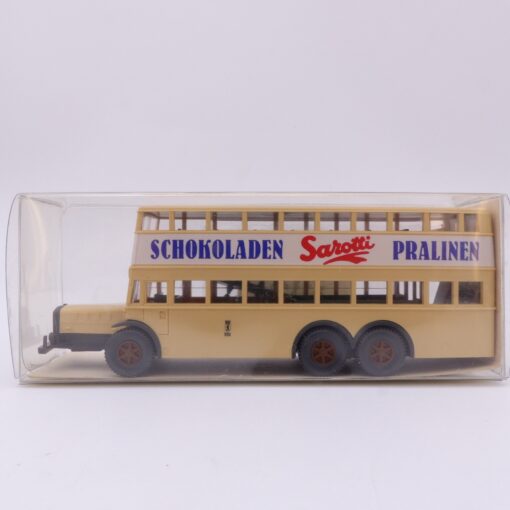 SCHOKOLADEN Sarotti PRALINEN